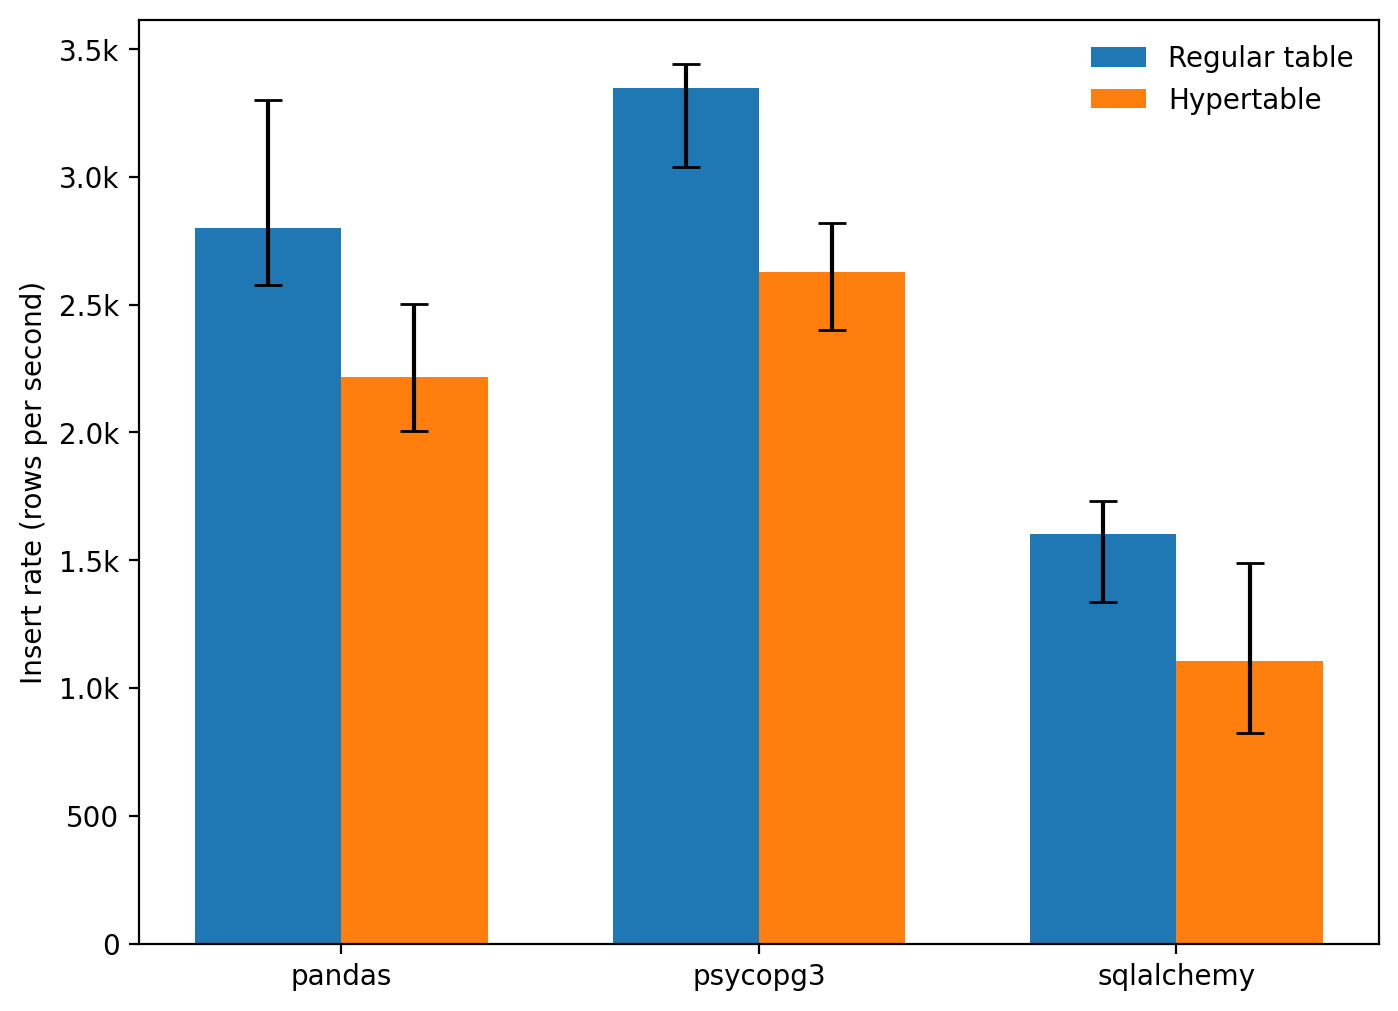 3.5k
3.0k
2.5k
2.0k
1.5k
1.0k
500
0
Insert rate (rows per second)
Regular table
Hypertable
pandas
psycopg3
sqlalchemy